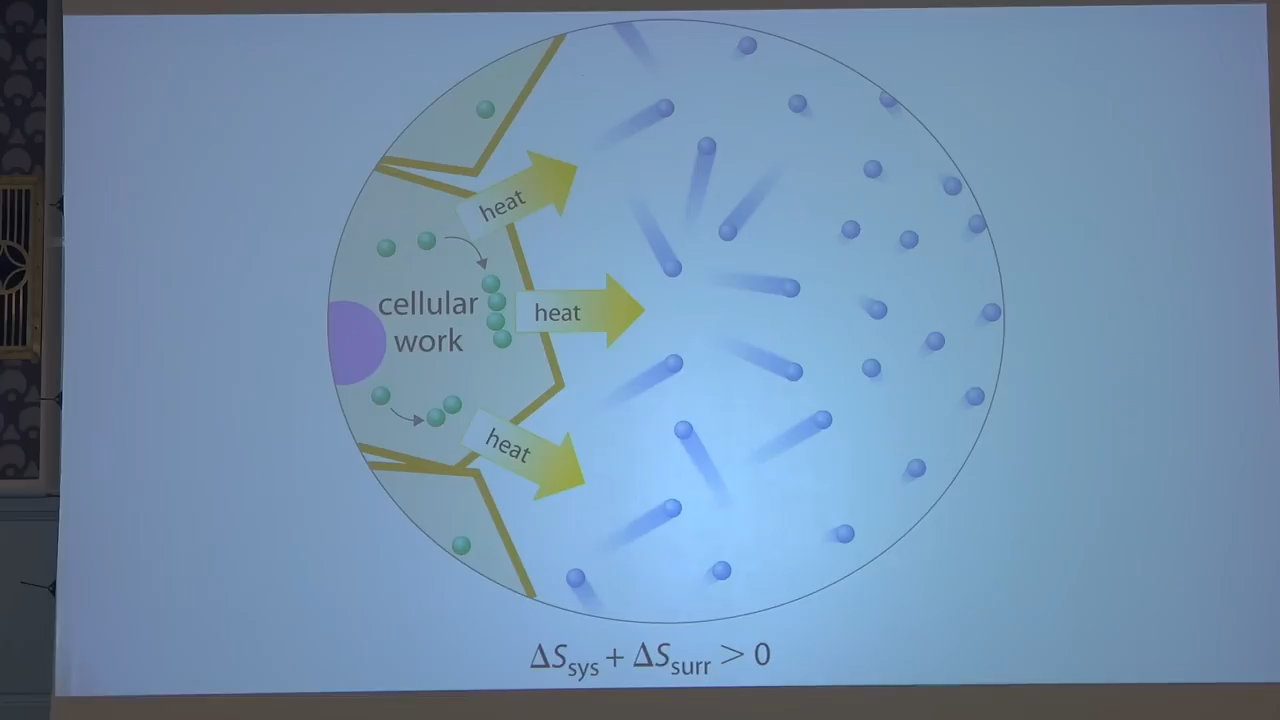 heat
cellular
work
heat
heat
ΔS_sys + ΔS_surr > 0